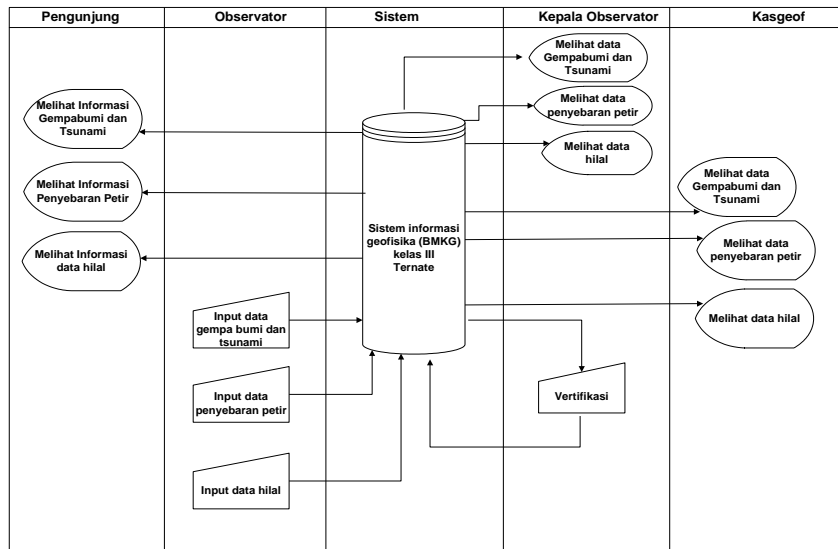 Pengunjung
Observator
Sistem
Kepala Observator
Kasgeof
Melihat Informasi
Gempabumi dan
Tsunami
Melihat Informasi
Penyebaran Petir
Melihat Informasi
data hilal
Input data
gempa bumi dan
tsunami
Input data
penyebaran petir
Input data hilal
Sistem informasi
geofisika (BMKG)
kelas III
Ternate
Melihat data
Gempabumi dan
Tsunami
Melihat data
penyebaran petir
Melihat data
hilal
Vertifikasi
Melihat data
Gempabumi dan
Tsunami
Melihat data
penyebaran petir
Melihat data hilal